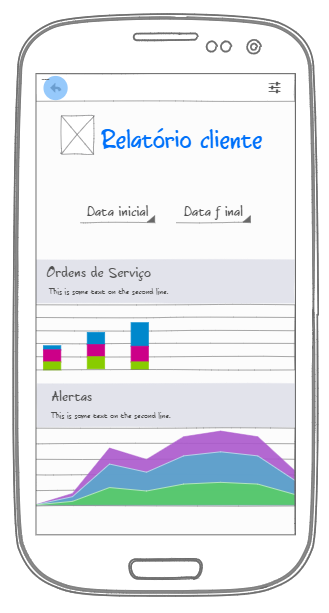 Relatório cliente
Data inicial Data final
Ordens de Serviço
This is some text on the second line.
Alertas
This is some text on the second line.